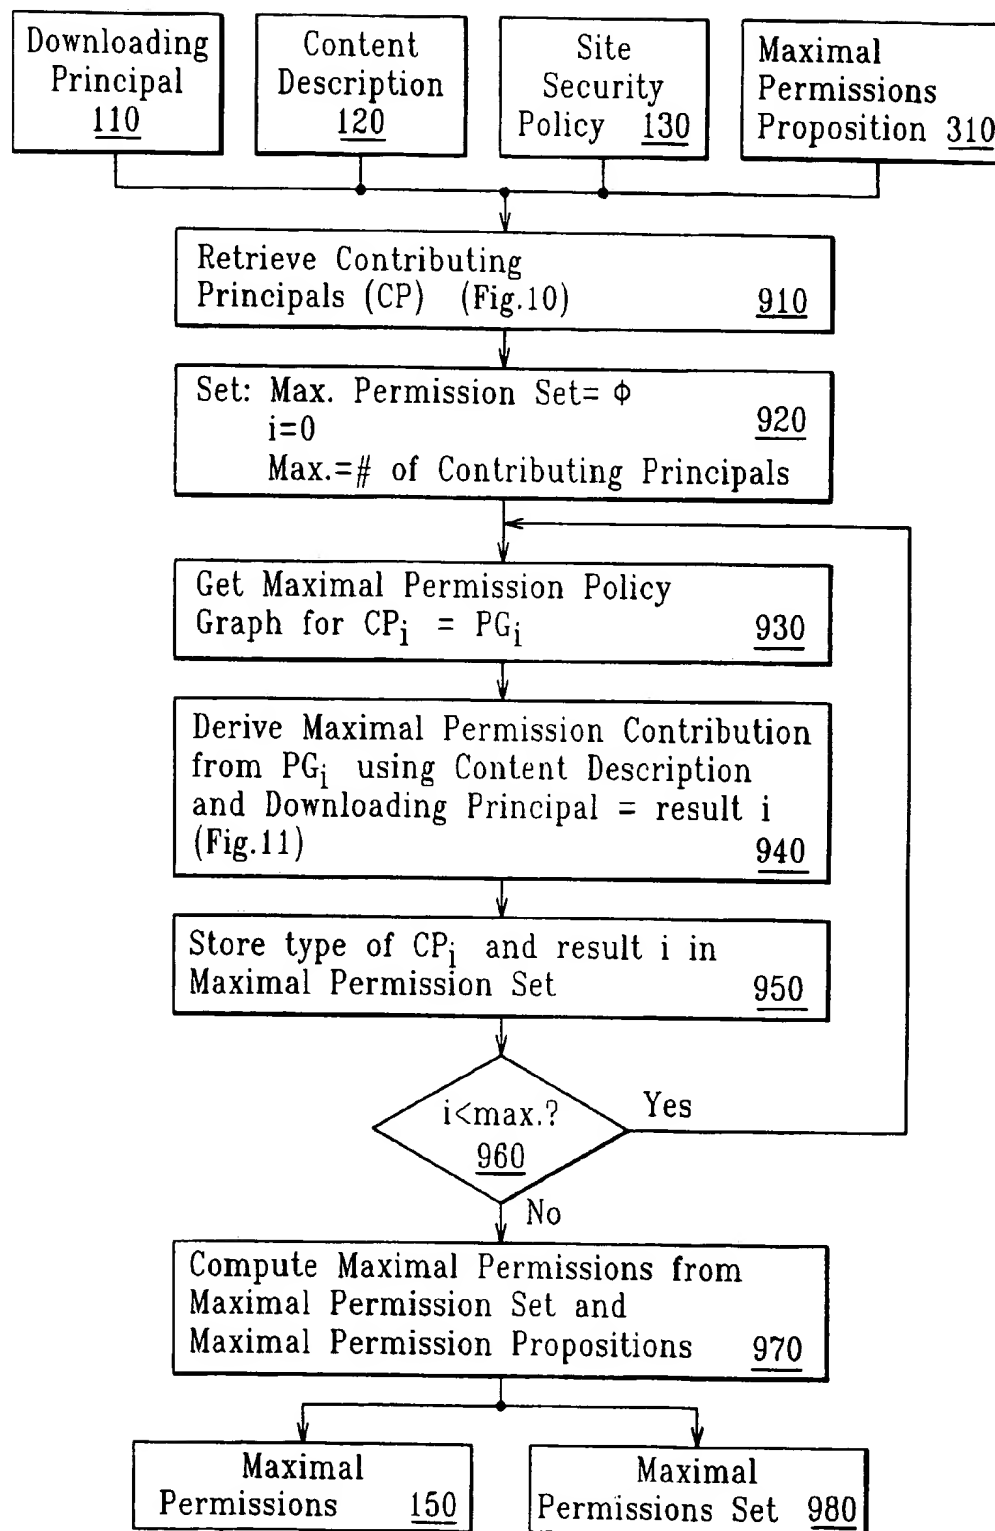 Downloading
Principal
110
Content
Description
120
Site
Security
Policy 130
Maximal
Permissions
Proposition 310
Retrieve Contributing
Principals (CP) (Fig.10) 910
Set: Max. Permission Set= Φ
i=0 920
Max.=# of Contributing Principals
Get Maximal Permission Policy
Graph for CPi = PGi 930
Derive Maximal Permission Contribution
from PGi using Content Description
and Downloading Principal = result i
(Fig.11) 940
Store type of CPi and result i in
Maximal Permission Set 950
i<max.?
960
Yes
No
Compute Maximal Permissions from
Maximal Permission Set and
Maximal Permission Propositions 970
Maximal
Permissions 150
Maximal
Permissions Set 980